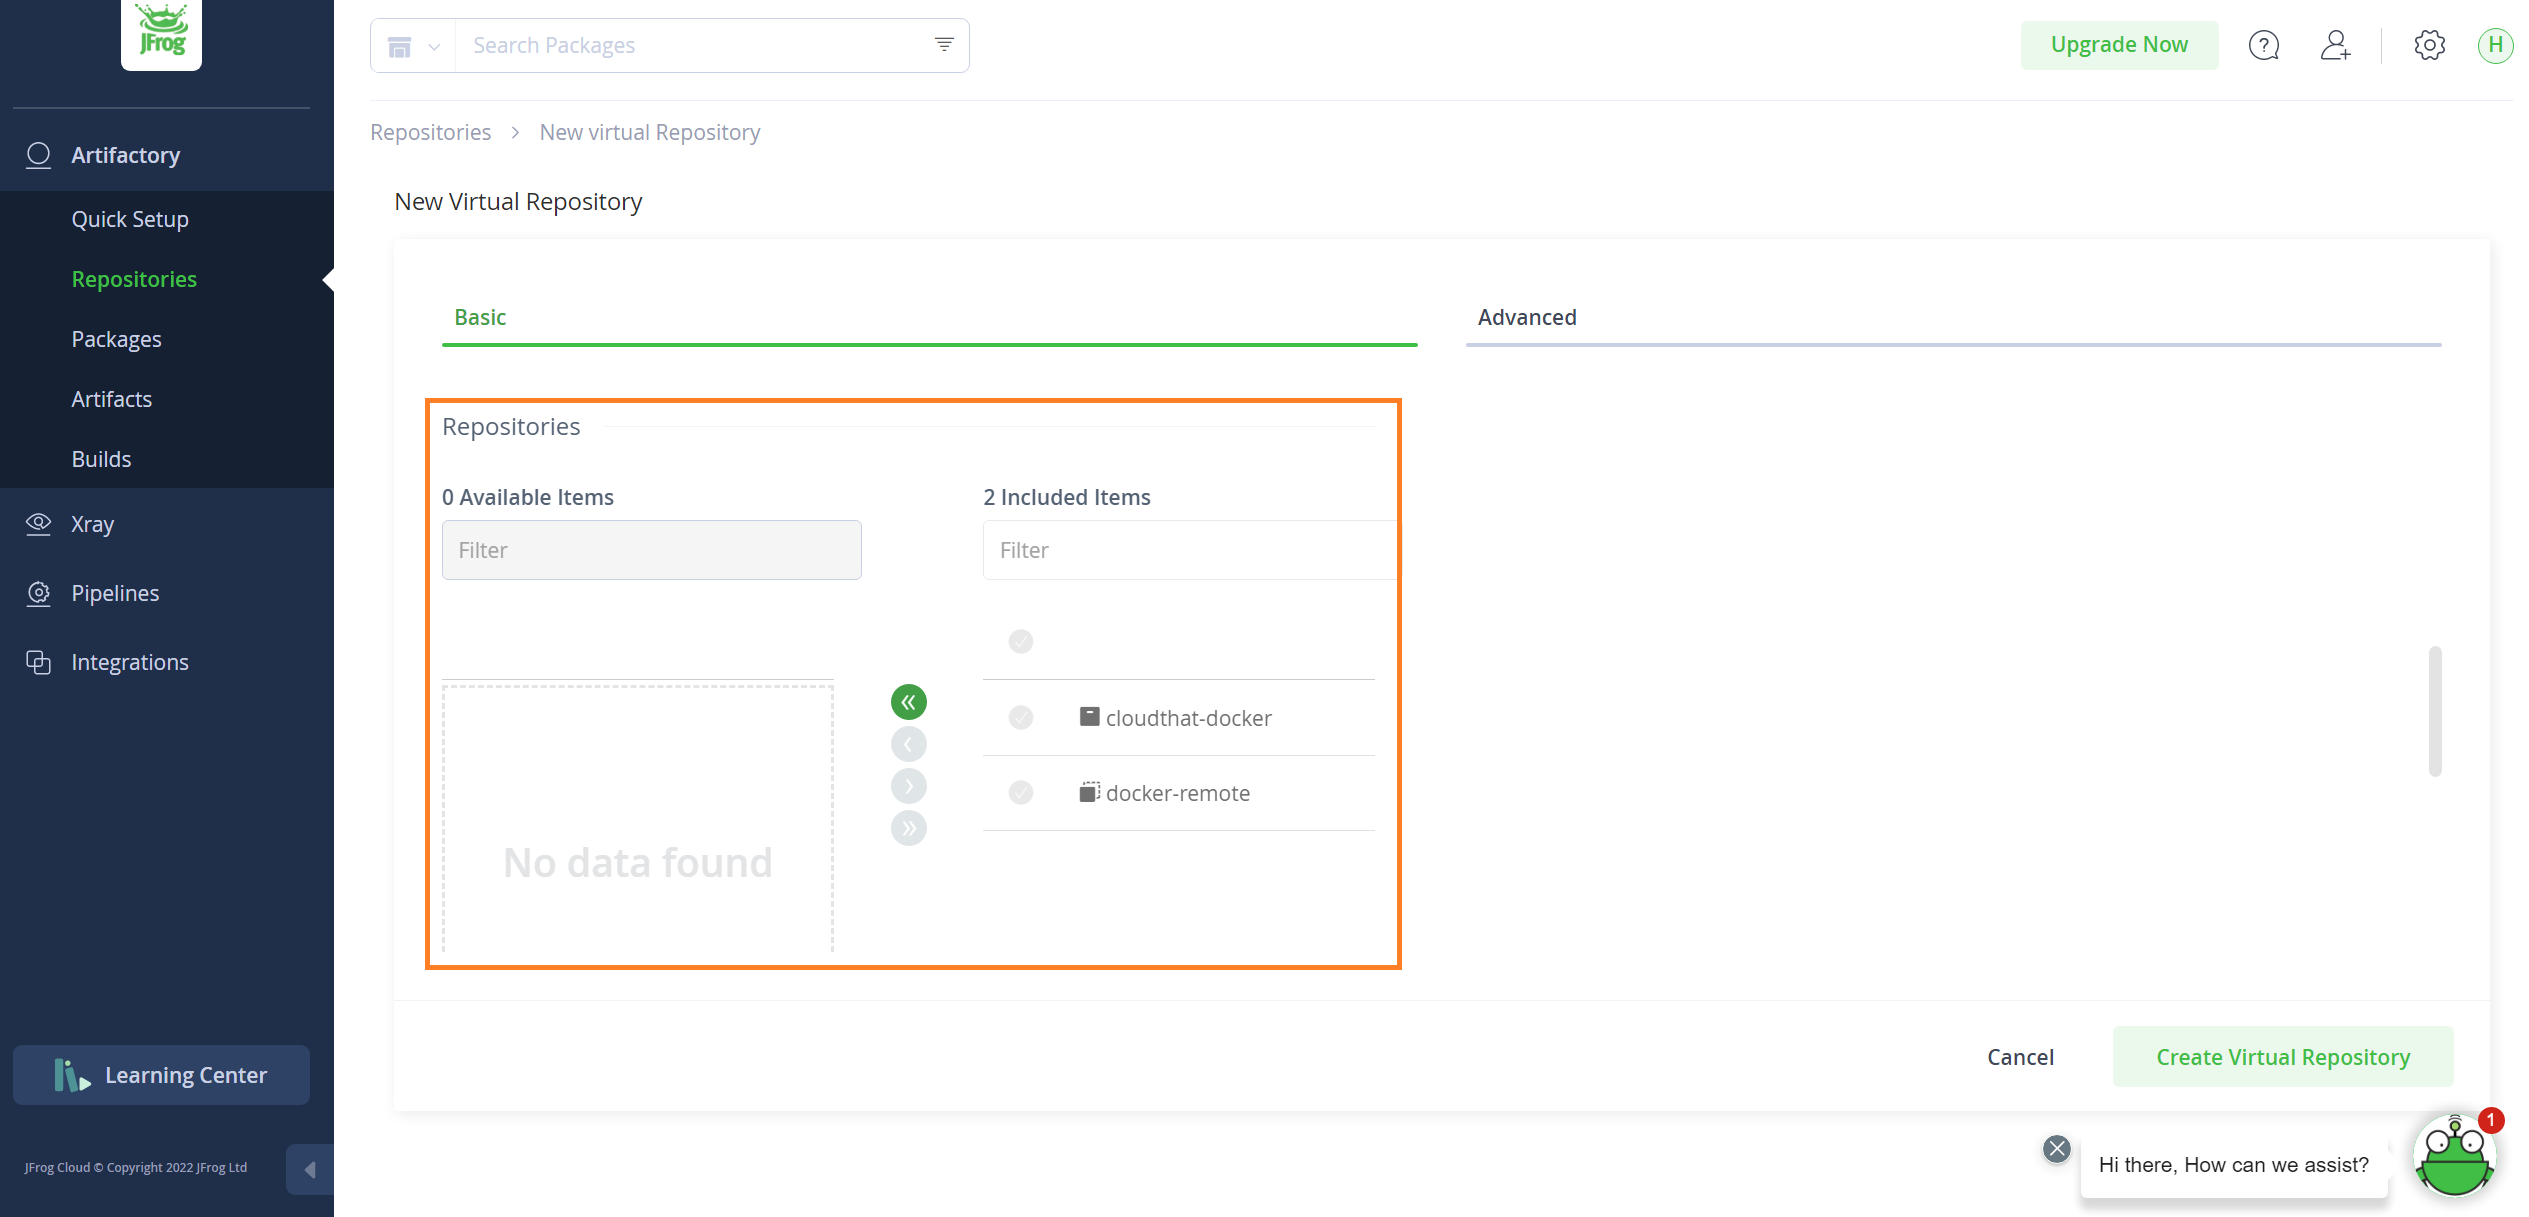 JFrog
Search Packages
Upgrade Now
H
Repositories > New virtual Repository
Artifactory
Quick Setup
Repositories
Packages
Artifacts
Builds
Xray
Pipelines
Integrations
Learning Center
JFrog Cloud © Copyright 2022 JFrog Ltd
New Virtual Repository
Basic
Advanced
Repositories
0 Available Items
2 Included Items
Filter
Filter
cloudthat-docker
docker-remote
No data found
Cancel
Create Virtual Repository
1
Hi there, How can we assist?